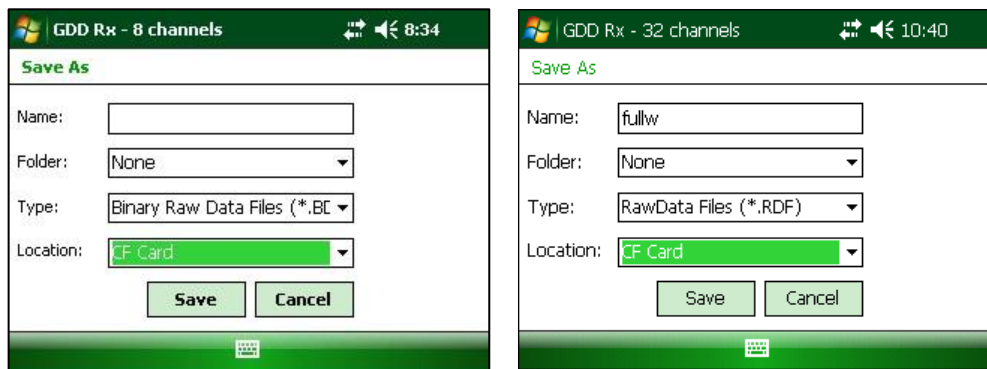 GDD Rx - 8 channels 8:34
Save As
Name:
Folder: None
Type: Binary Raw Data Files (*.BD
Location: CF Card
Save Cancel
GDD Rx - 32 channels 10:40
Save As
Name: fullw
Folder: None
Type: RawData Files (*.RDF)
Location: CF Card
Save Cancel